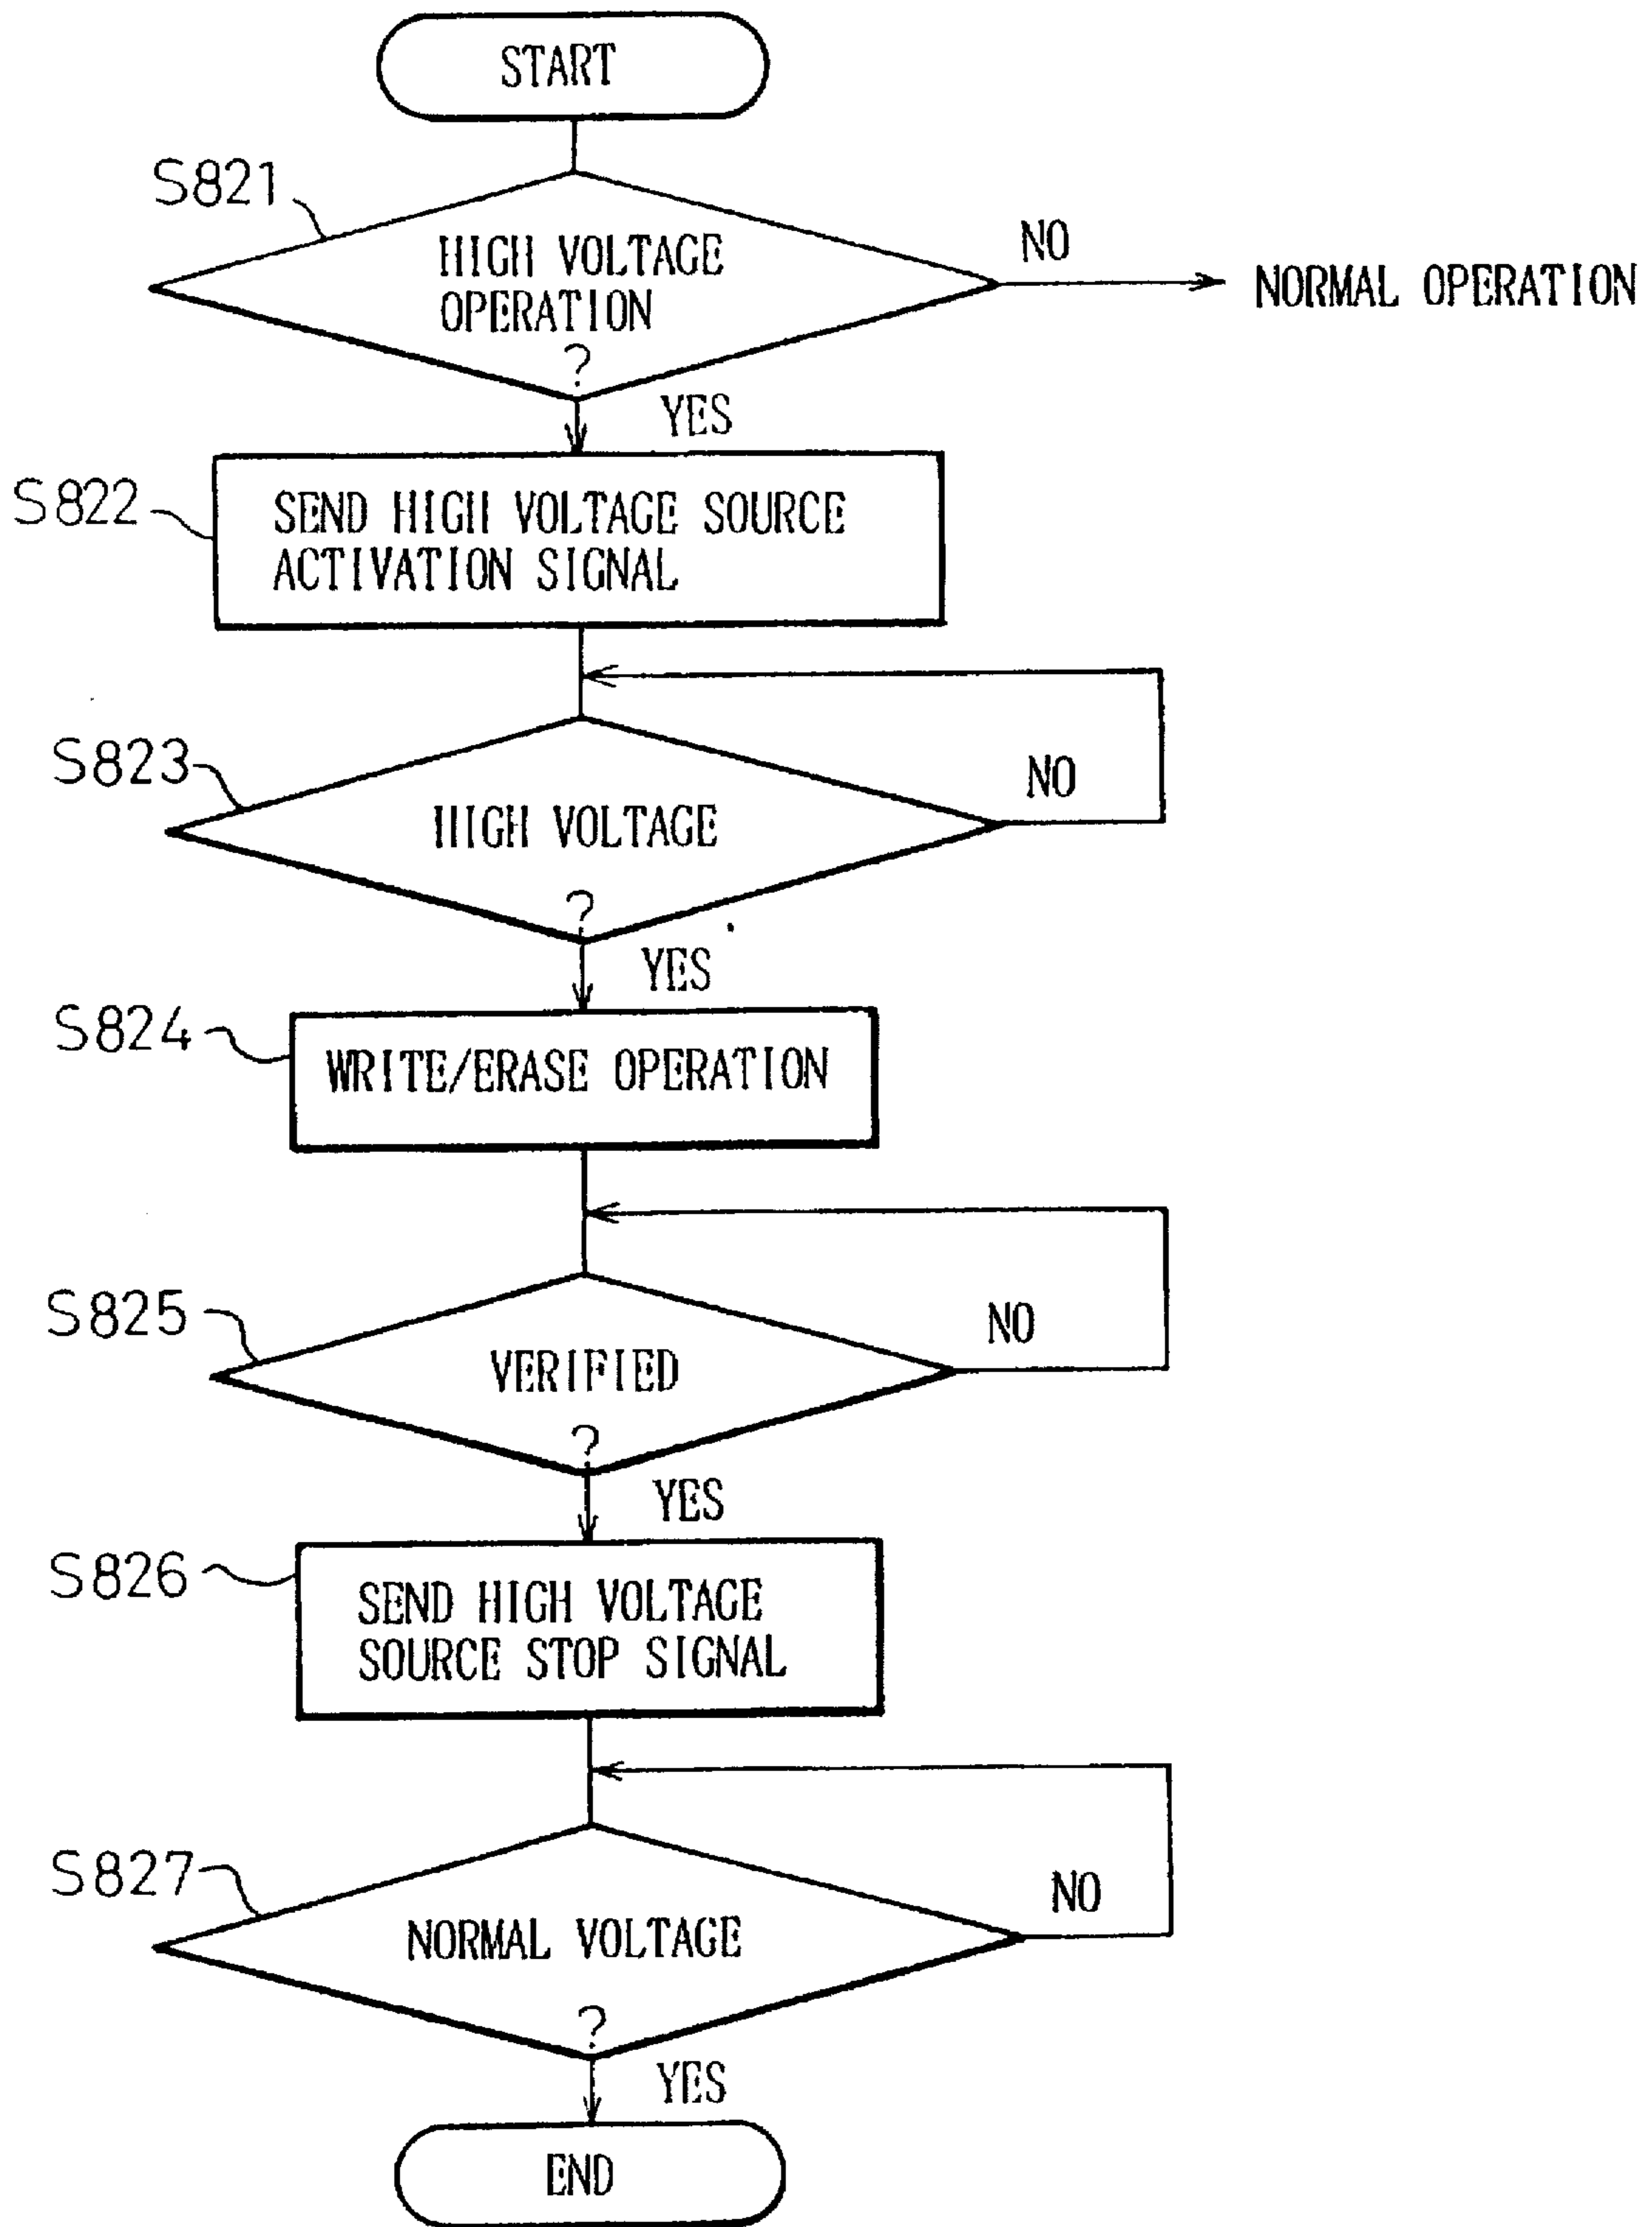 START
S821
HIGH VOLTAGE
OPERATION
?
NO
NORMAL OPERATION
YES
S822
SEND HIGH VOLTAGE SOURCE
ACTIVATION SIGNAL
S823
HIGH VOLTAGE
?
NO
YES
S824
WRITE/ERASE OPERATION
S825
VERIFIED
?
NO
YES
S826
SEND HIGH VOLTAGE
SOURCE STOP SIGNAL
S827
NORMAL VOLTAGE
?
NO
YES
END